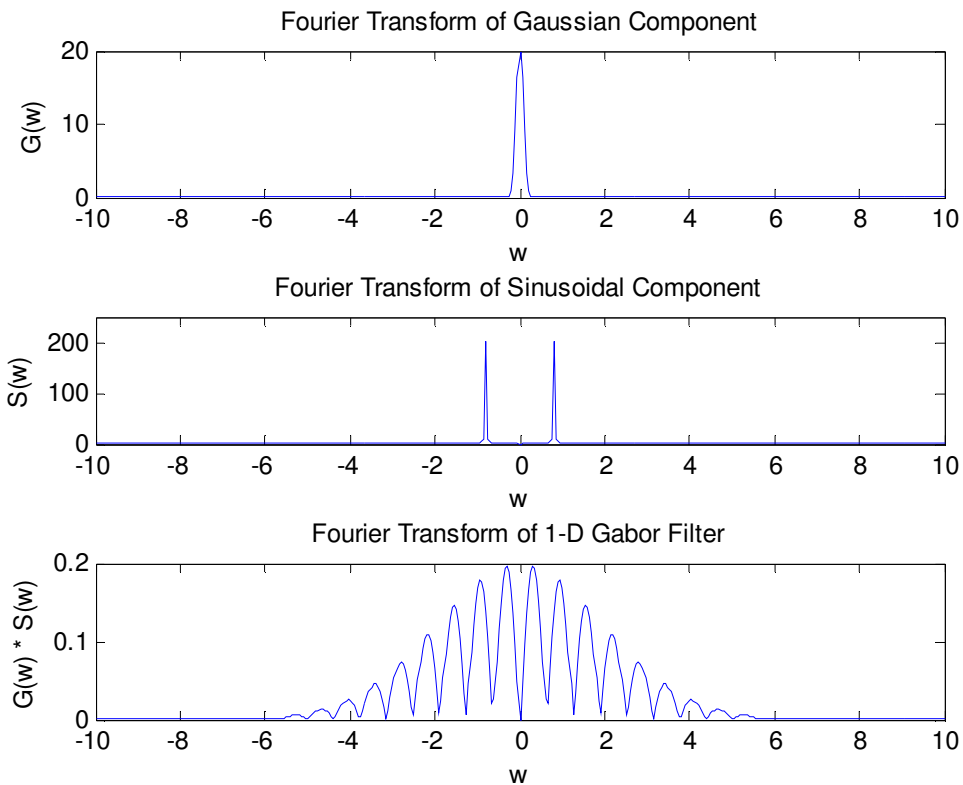 Fourier Transform of Gaussian Component
20
10
0
G(w)
-10 -8 -6 -4 -2 0 2 4 6 8 10
w
Fourier Transform of Sinusoidal Component
200
100
0
S(w)
-10 -8 -6 -4 -2 0 2 4 6 8 10
w
Fourier Transform of 1-D Gabor Filter
0.2
0.1
0
G(w) * S(w)
-10 -8 -6 -4 -2 0 2 4 6 8 10
w